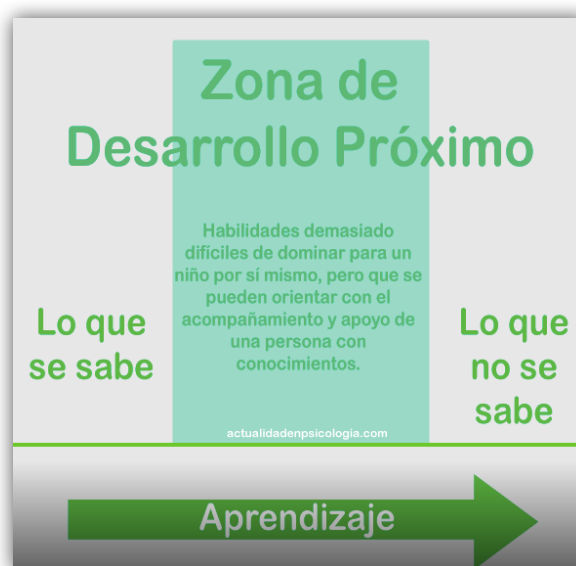 Zona de
Desarrollo Próximo
Habilidades demasiado
difíciles de dominar para un
niño por sí mismo, pero que se
pueden orientar con el
acompañamiento y apoyo de
una persona con
conocimientos.
Lo que
se sabe
Lo que
no se
sabe
actualidadenpsicologia.com
Aprendizaje